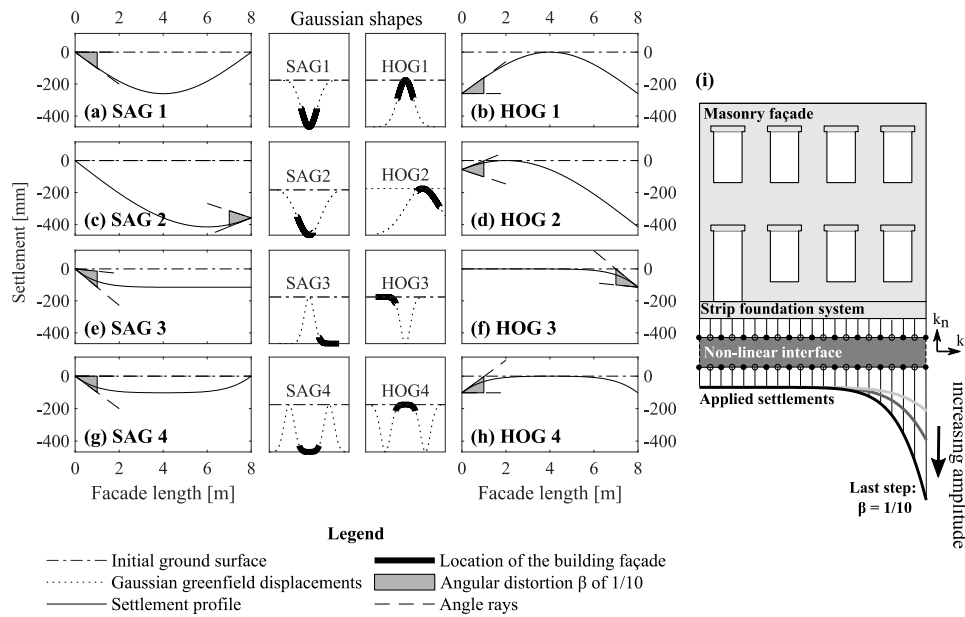 0 2 4 6 8 Gaussian shapes 0 2 4 6 8
0 SAG1 HOG1 0
-200 -200
-400 (a) SAG 1 (b) HOG 1 -400
0 SAG2 HOG2 0
-200 -200
-400 (c) SAG 2 (d) HOG 2 -400
Settlement [mm]
0 SAG3 HOG3 0
-200 -200
-400 (e) SAG 3 (f) HOG 3 -400
0 SAG4 HOG4 0
-200 -200
-400 (g) SAG 4 (h) HOG 4 -400
0 2 4 6 8 0 2 4 6 8
Facade length [m] Facade length [m]
(i)
Masonry façade
Strip foundation system
kn
k
Non-linear interface
Applied settlements
increasing amplitude
Last step:
β = 1/10
Legend
Initial ground surface
Gaussian greenfield displacements
Settlement profile
Location of the building façade
Angular distortion β of 1/10
Angle rays